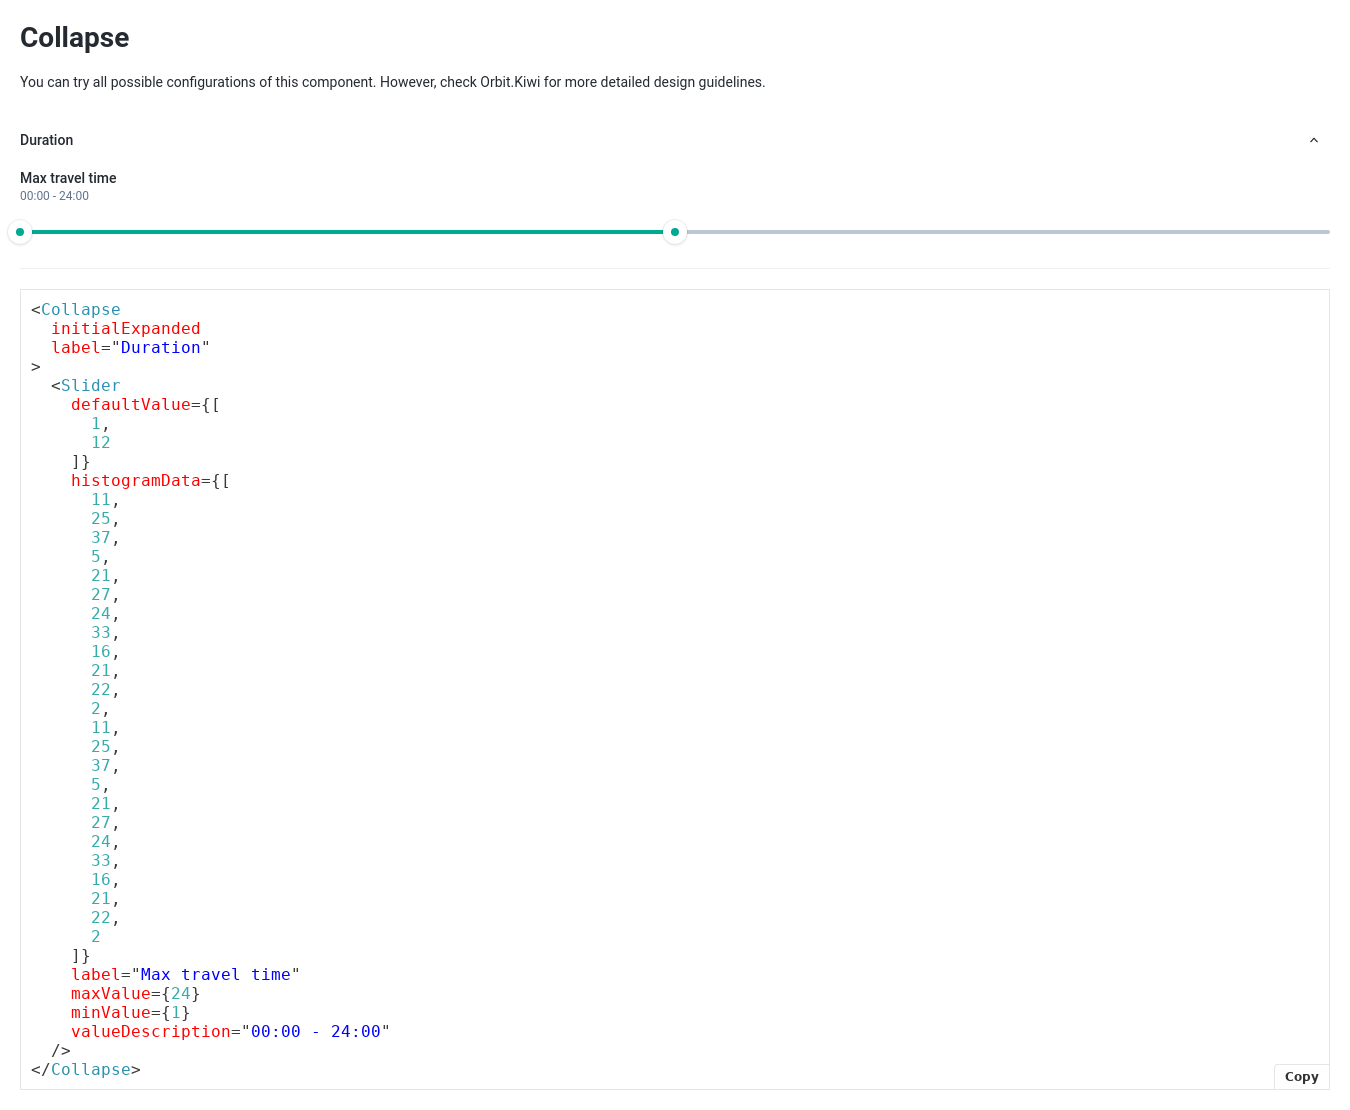 Collapse
You can try all possible configurations of this component. However, check Orbit.Kiwi for more detailed design guidelines.
Duration
Max travel time
00:00 - 24:00
<Collapse
  initialExpanded
  label="Duration"
>
  <Slider
    defaultValue={[
      1,
      12
    ]}
    histogramData={[
      11,
      25,
      37,
      5,
      21,
      27,
      24,
      33,
      16,
      21,
      22,
      2,
      11,
      25,
      37,
      5,
      21,
      27,
      24,
      33,
      16,
      21,
      22,
      2
    ]}
    label="Max travel time"
    maxValue={24}
    minValue={1}
    valueDescription="00:00 - 24:00"
  />
</Collapse>
Copy